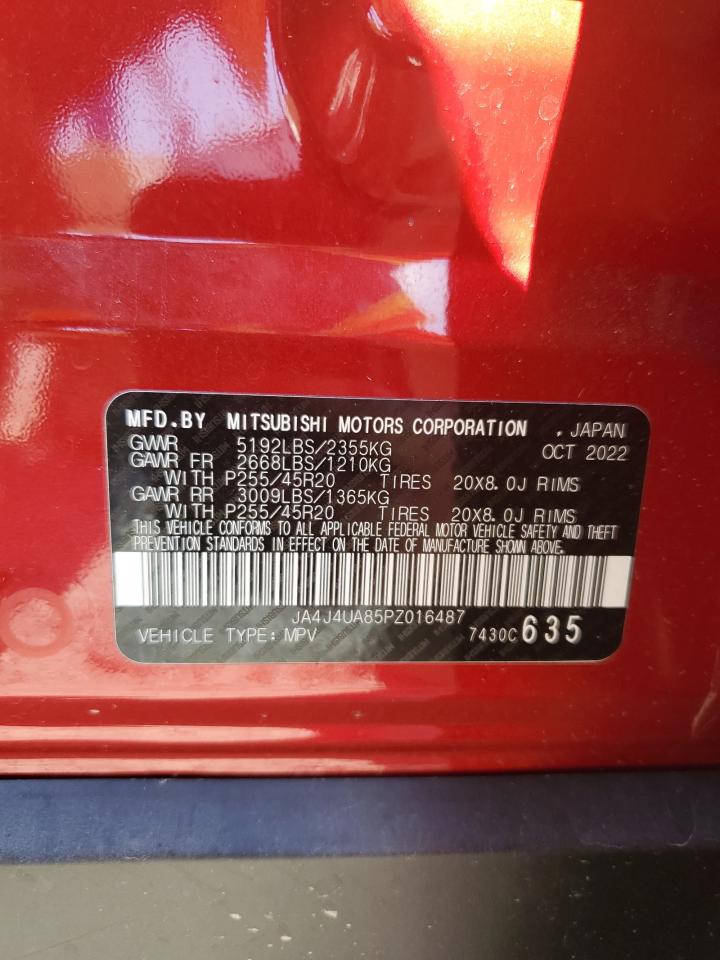 MFD.BY MITSUBISHI MOTORS CORPORATION , JAPAN
GVWR 5192LBS/2355KG OCT 2022
GAWR FR 2668LBS/1210KG
WITH P255/45R20 TIRES 20X8.0J RIMS
GAWR RR 3009LBS/1365KG
WITH P255/45R20 TIRES 20X8.0J RIMS
THIS VEHICLE CONFORMS TO ALL APPLICABLE FEDERAL MOTOR VEHICLE SAFETY AND THEFT
PREVENTION STANDARDS IN EFFECT ON THE DATE OF MANUFACTURE SHOWN ABOVE.
JA4J4UA85PZ016487
VEHICLE TYPE: MPV 7430C 635